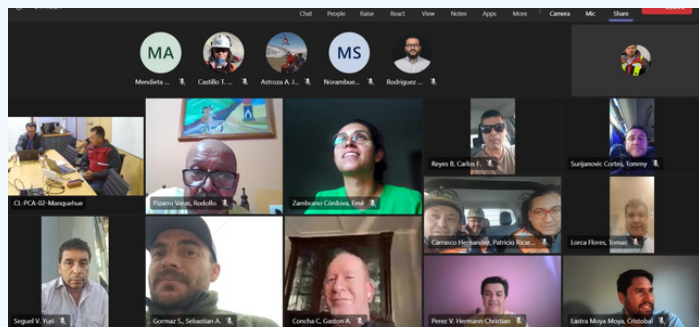 Chat People Raise React View Notes Apps More Camera Mic Share
MA MS
Mendieta ... Castillo T. ... Astroza A. J... Norambue... Rodriguez ...
CL-PCA-02-Manquehue
Pizarro Varas, Rodolfo
Zambrano Córdova, Emé
Reyes B, Carlos F.
Surijanovic Cortes, Tommy
Carrasco Hernandez, Patricio Ricar...
Lorca Flores, Tomas
Seguel V. Yuri
Gormaz S., Sebastian A.
Concha C, Gaston A.
Perez V. Hermann Christian
Lastra Moya Moya, Cristobal